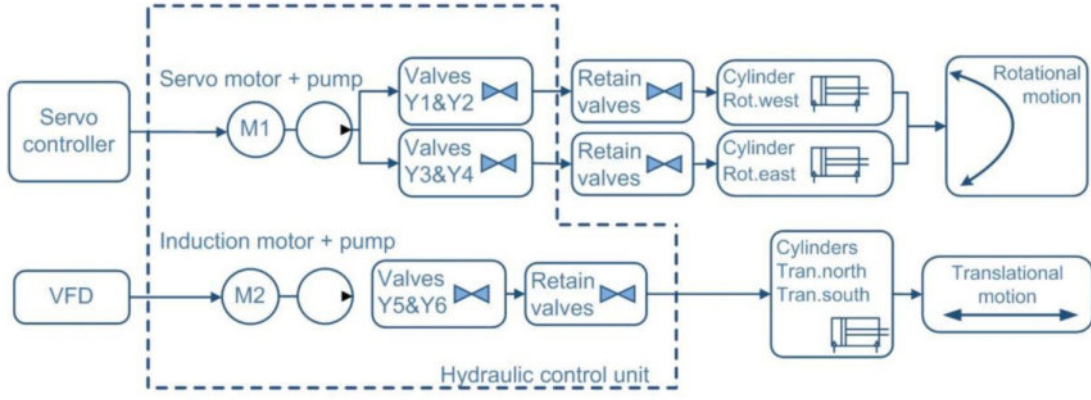 Servo
controller
Servo motor + pump
M1
Valves
Y1&Y2
Valves
Y3&Y4
Retain
valves
Retain
valves
Cylinder
Rot.west
Cylinder
Rot.east
Rotational
motion
VFD
Induction motor + pump
M2
Valves
Y5&Y6
Retain
valves
Cylinders
Tran.north
Tran.south
Translational
motion
Hydraulic control unit